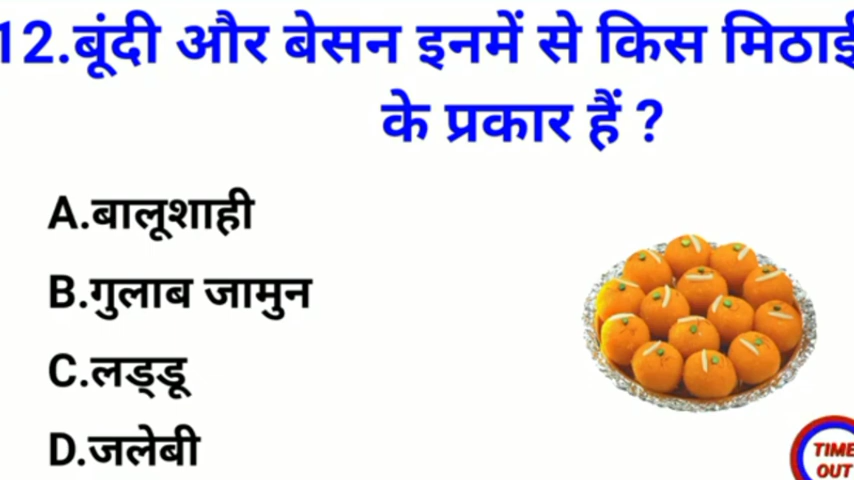 12.बूंदी और बेसन इनमें से किस मिठाई
के प्रकार हैं ?
A.बालूशाही
B.गुलाब जामुन
C.लड्डू
D.जलेबी
TIME
OUT